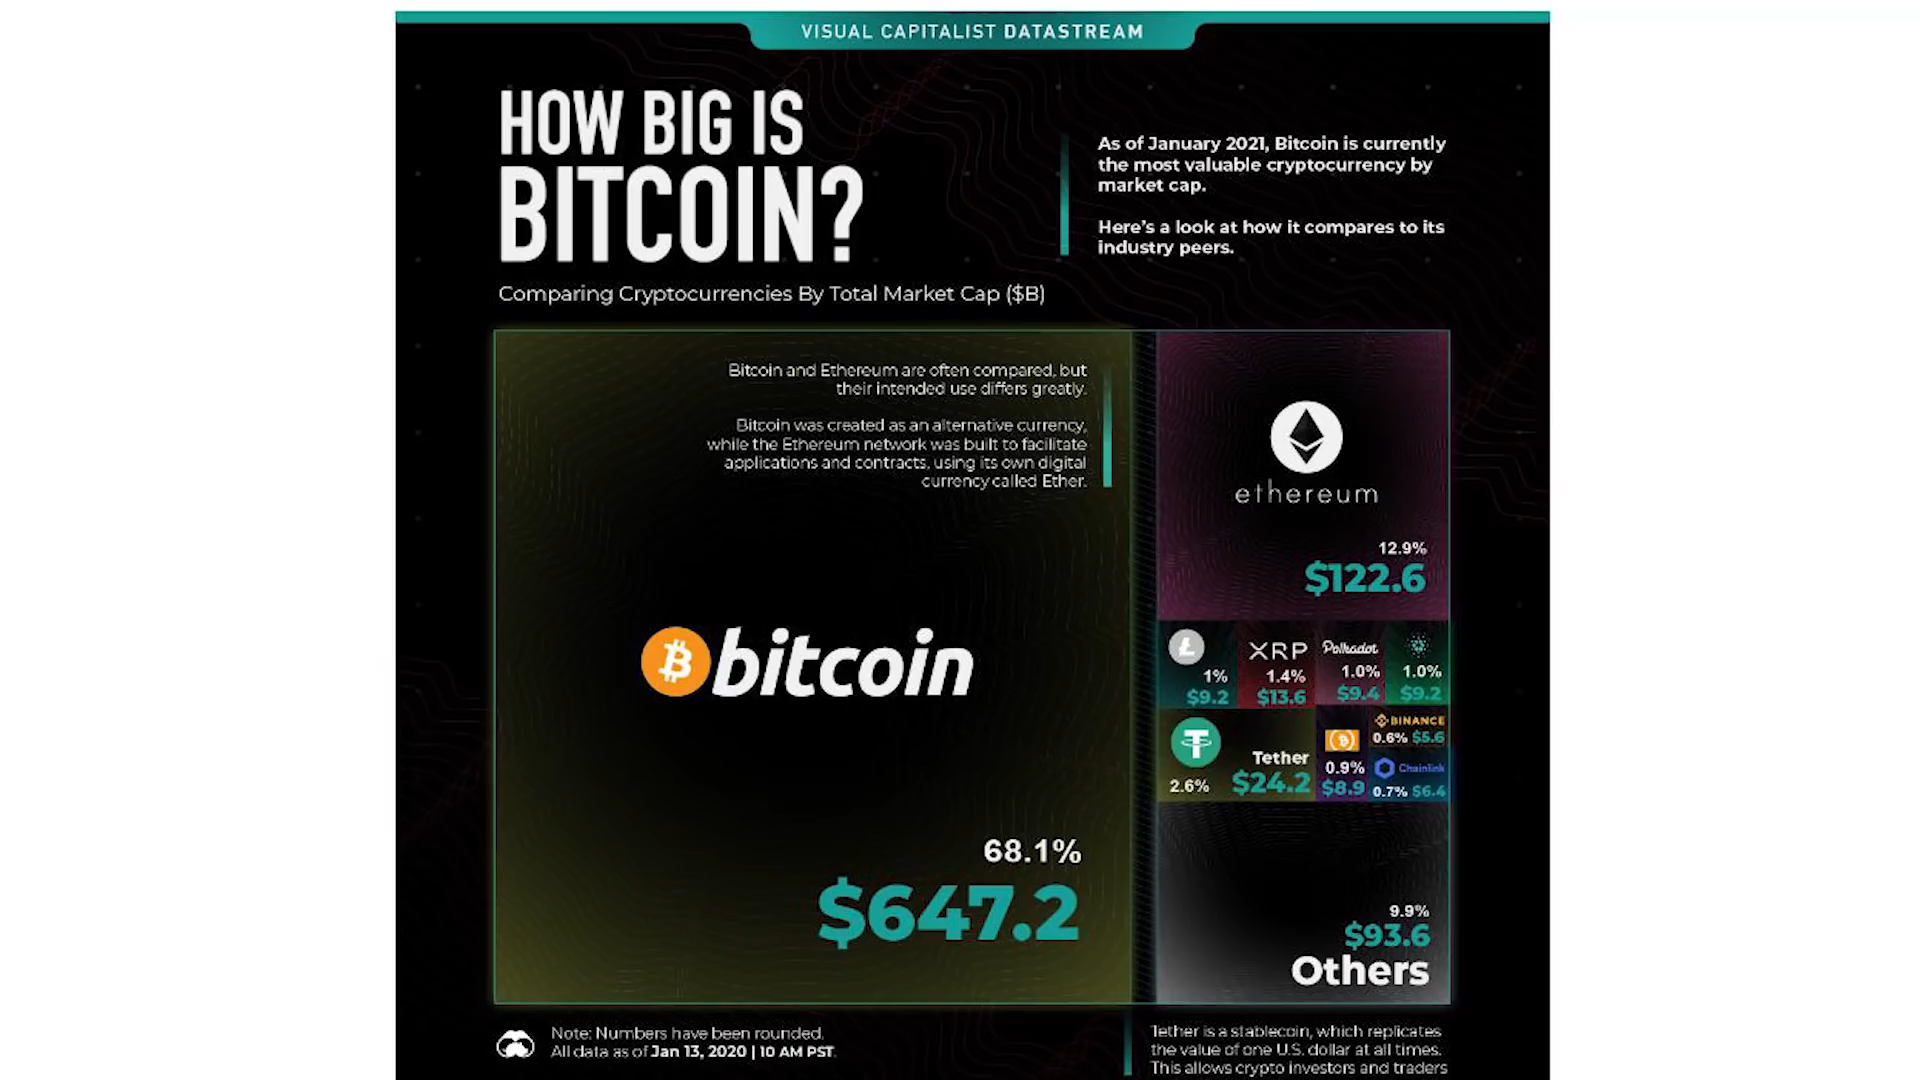 VISUAL CAPITALIST DATASTREAM
HOW BIG IS
BITCOIN?
As of January 2021, Bitcoin is currently
the most valuable cryptocurrency by
market cap.
Here's a look at how it compares to its
industry peers.
Comparing Cryptocurrencies By Total Market Cap ($B)
Bitcoin and Ethereum are often compared, but
their intended use differs greatly.
Bitcoin was created as an alternative currency,
while the Ethereum network was built to facilitate
applications and contracts, using its own digital
currency called Ether.
bitcoin
68.1%
$647.2
ethereum
12.9%
$122.6
1%
$9.2
XRP
1.4%
$13.6
Polkadot
1.0%
$9.4
1.0%
$9.2
Tether
2.6% $24.2
0.9%
$8.9
BINANCE
0.6% $5.6
Chainlink
0.7% $6.4
9.9%
$93.6
Others
Note: Numbers have been rounded.
All data as of Jan 13, 2020 | 10 AM PST.
Tether is a stablecoin, which replicates
the value of one U.S. dollar at all times.
This allows crypto investors and traders